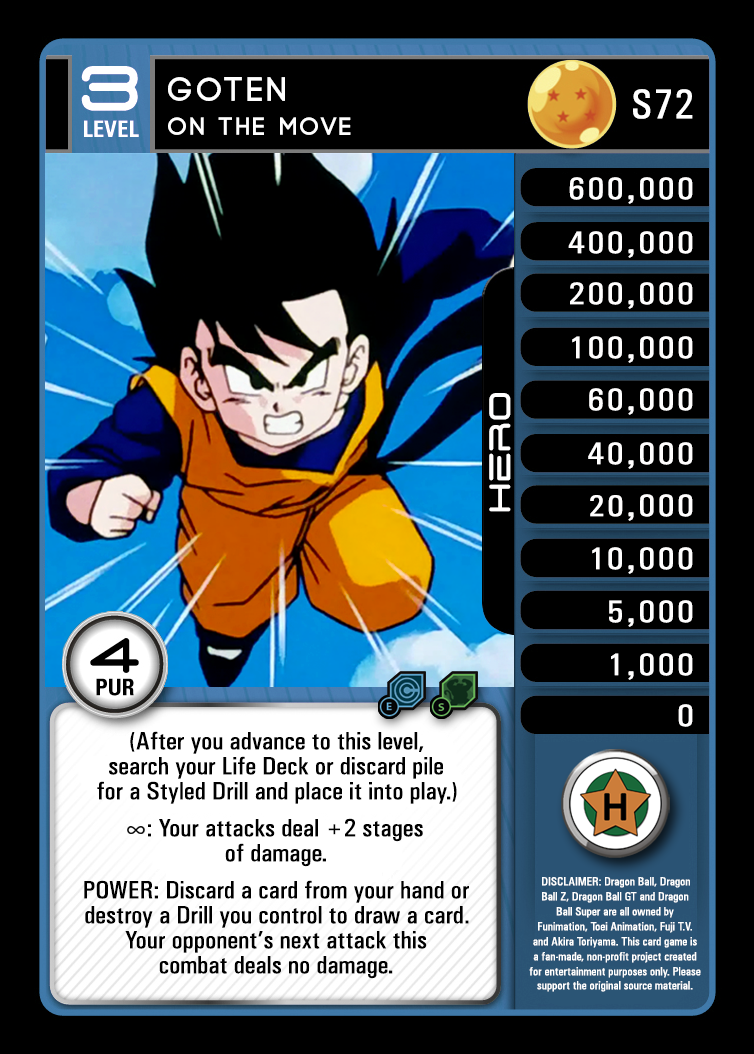 3
LEVEL
GOTEN
ON THE MOVE
S72
600,000
400,000
200,000
100,000
60,000
40,000
20,000
10,000
5,000
1,000
0
HERO
4
PUR
E
S
(After you advance to this level,
search your Life Deck or discard pile
for a Styled Drill and place it into play.)
∞: Your attacks deal +2 stages
of damage.
POWER: Discard a card from your hand or
destroy a Drill you control to draw a card.
Your opponent's next attack this
combat deals no damage.
H
DISCLAIMER: Dragon Ball, Dragon
Ball Z, Dragon Ball GT and Dragon
Ball Super are all owned by
Funimation, Toei Animation, Fuji T.V.
and Akira Toriyama. This card game is
a fan-made, non-profit project created
for entertainment purposes only. Please
support the original source material.